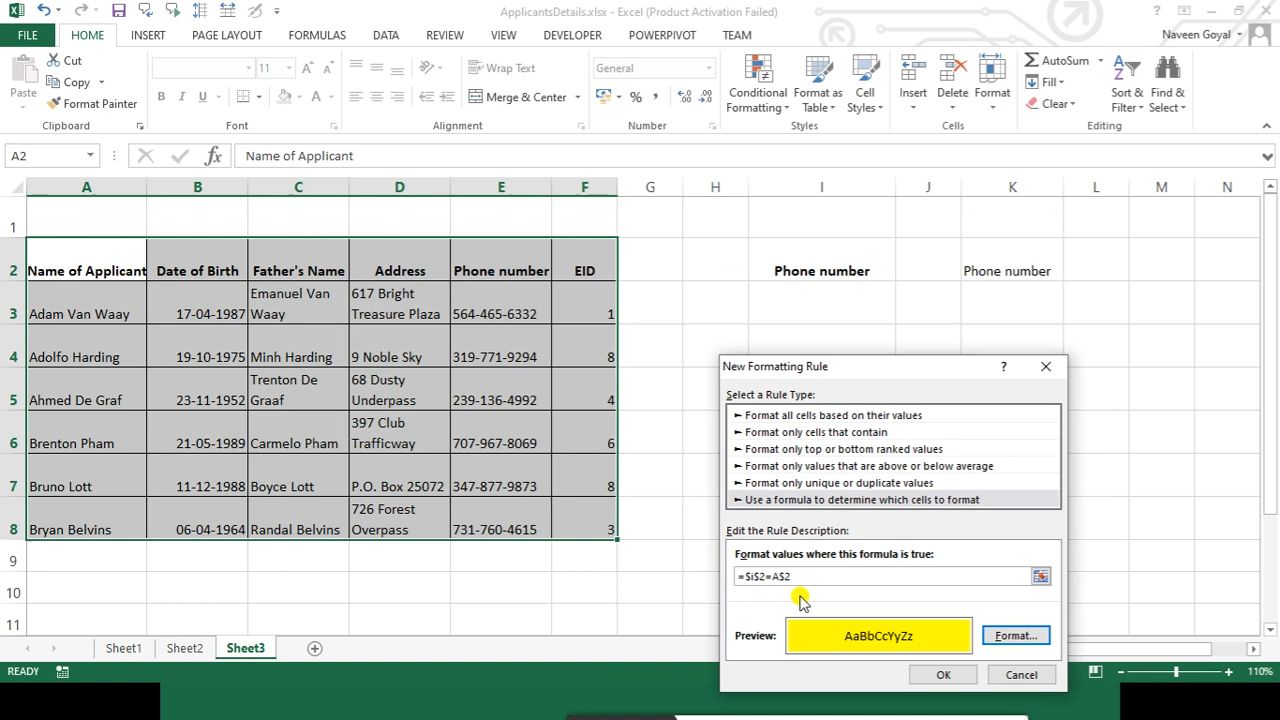 ApplicantsDetails.xlsx - Excel (Product Activation Failed)
FILE HOME INSERT PAGE LAYOUT FORMULAS DATA REVIEW VIEW DEVELOPER POWERPIVOT TEAM Naveen Goyal
Paste
Cut
Copy
Format Painter
11
Wrap Text
Merge & Center
General
Conditional Formatting
Format as Table
Cell Styles
Insert
Delete
Format
AutoSum
Fill
Clear
Sort & Filter
Find & Select
Clipboard Font Alignment Number Styles Cells Editing
A2 fx Name of Applicant
A B C D E F G H I J K L M N
1
2 Name of Applicant Date of Birth Father's Name Address Phone number EID Phone number Phone number
3 Adam Van Waay 17-04-1987 Emanuel Van Waay 617 Bright Treasure Plaza 564-465-6332 1
4 Adolfo Harding 19-10-1975 Minh Harding 9 Noble Sky 319-771-9294 8
5 Ahmed De Graf 23-11-1952 Trenton De Graaf 68 Dusty Underpass 239-136-4992 4
6 Brenton Pham 21-05-1989 Carmelo Pham 397 Club Trafficway 707-967-8069 6
7 Bruno Lott 11-12-1988 Boyce Lott P.O. Box 25072 347-877-9873 8
8 Bryan Belvins 06-04-1964 Randal Belvins 726 Forest Overpass 731-760-4615 3
9
10
11
New Formatting Rule
Select a Rule Type:
► Format all cells based on their values
► Format only cells that contain
► Format only top or bottom ranked values
► Format only values that are above or below average
► Format only unique or duplicate values
► Use a formula to determine which cells to format
Edit the Rule Description:
Format values where this formula is true:
=$i$2=A$2
Preview: AaBbCcYyZz Format...
OK Cancel
Sheet1 Sheet2 Sheet3
READY 110%